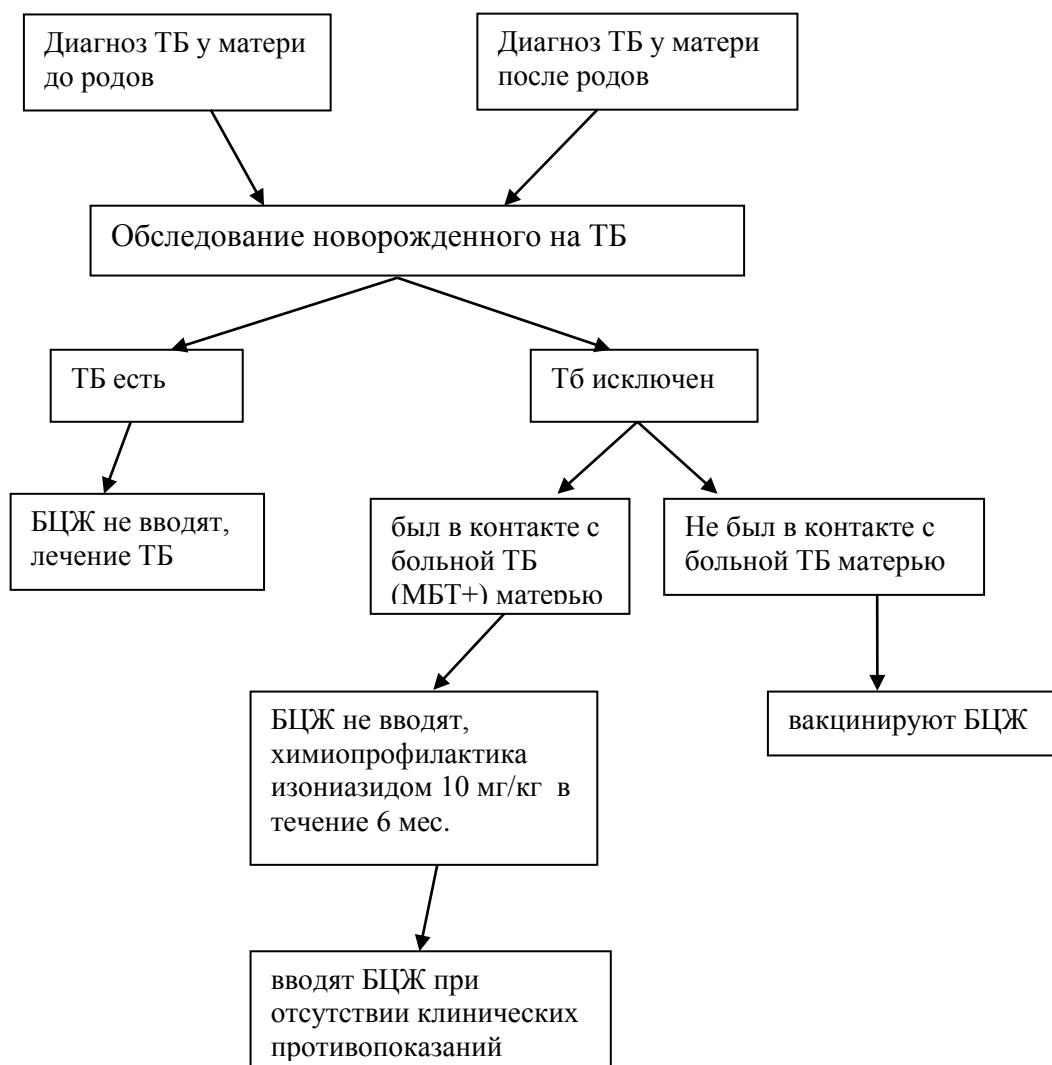 Диагноз ТБ у матери
до родов
Диагноз ТБ у матери
после родов
Обследование новорожденного на ТБ
ТБ есть
Тб исключен
БЦЖ не вводят,
лечение ТБ
был в контакте с
больной ТБ
(МБТ+) матерью
Не был в контакте с
больной ТБ матерью
БЦЖ не вводят,
химиопрофилактика
изониазидом 10 мг/кг в
течение 6 мес.
вакцинируют БЦЖ
вводят БЦЖ при
отсутствии клинических
противопоказаний